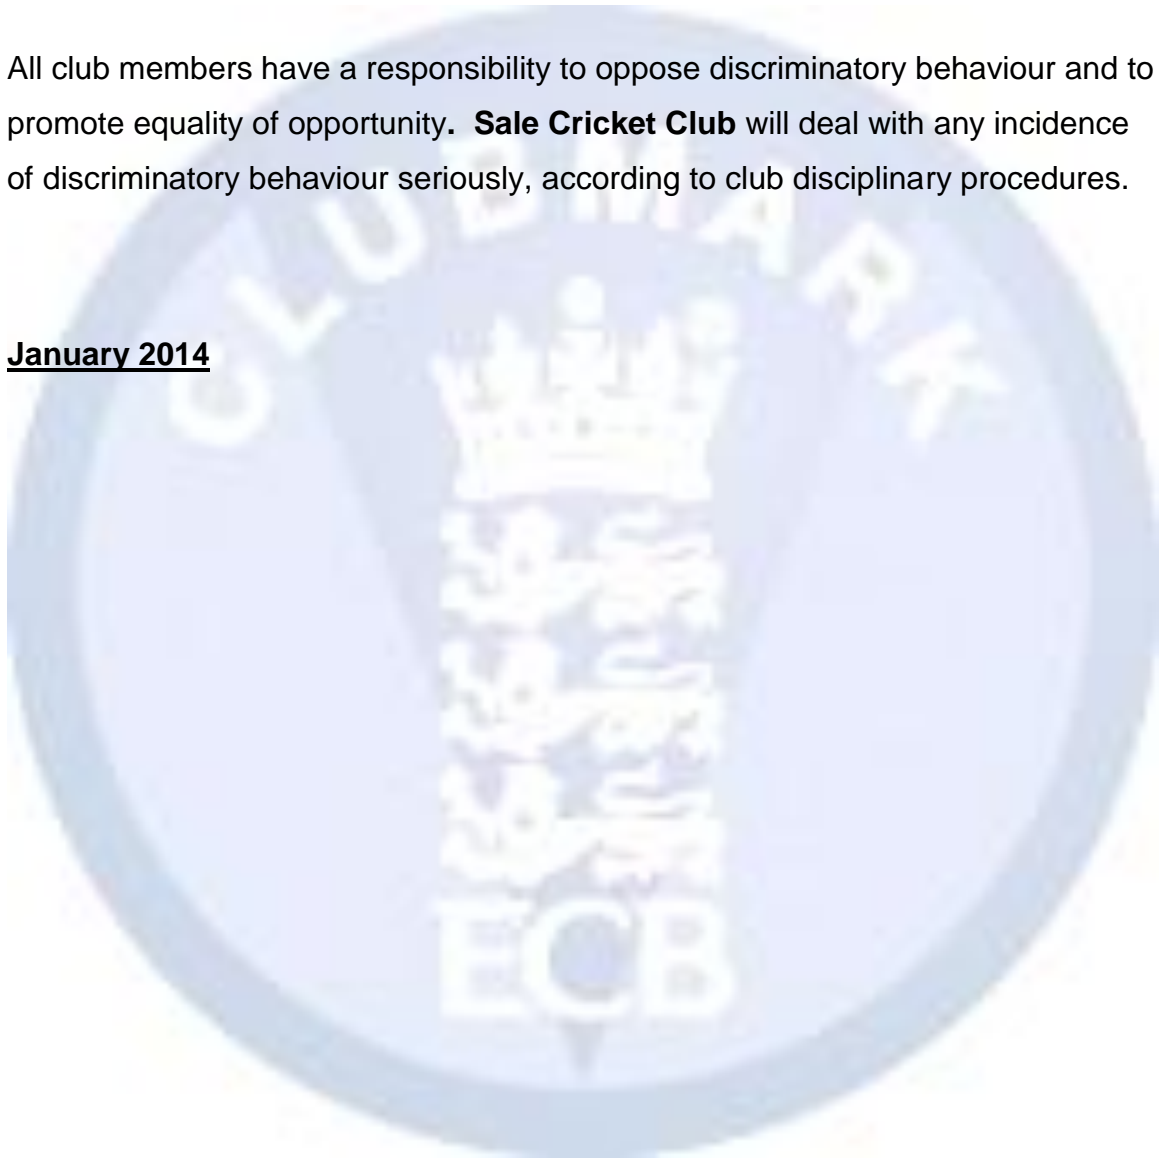 All club members have a responsibility to oppose discriminatory behaviour and to
promote equality of opportunity.  Sale Cricket Club will deal with any incidence
of discriminatory behaviour seriously, according to club disciplinary procedures.
CLUBMARK
January 2014
ECB